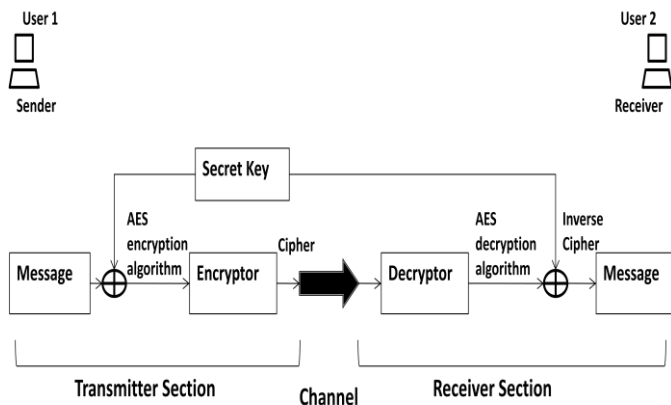 User 1
User 2
Sender
Receiver
Secret Key
AES
encryption
algorithm
Cipher
AES
decryption
algorithm
Inverse
Cipher
Message
Encryptor
Decryptor
Message
Transmitter Section
Channel
Receiver Section